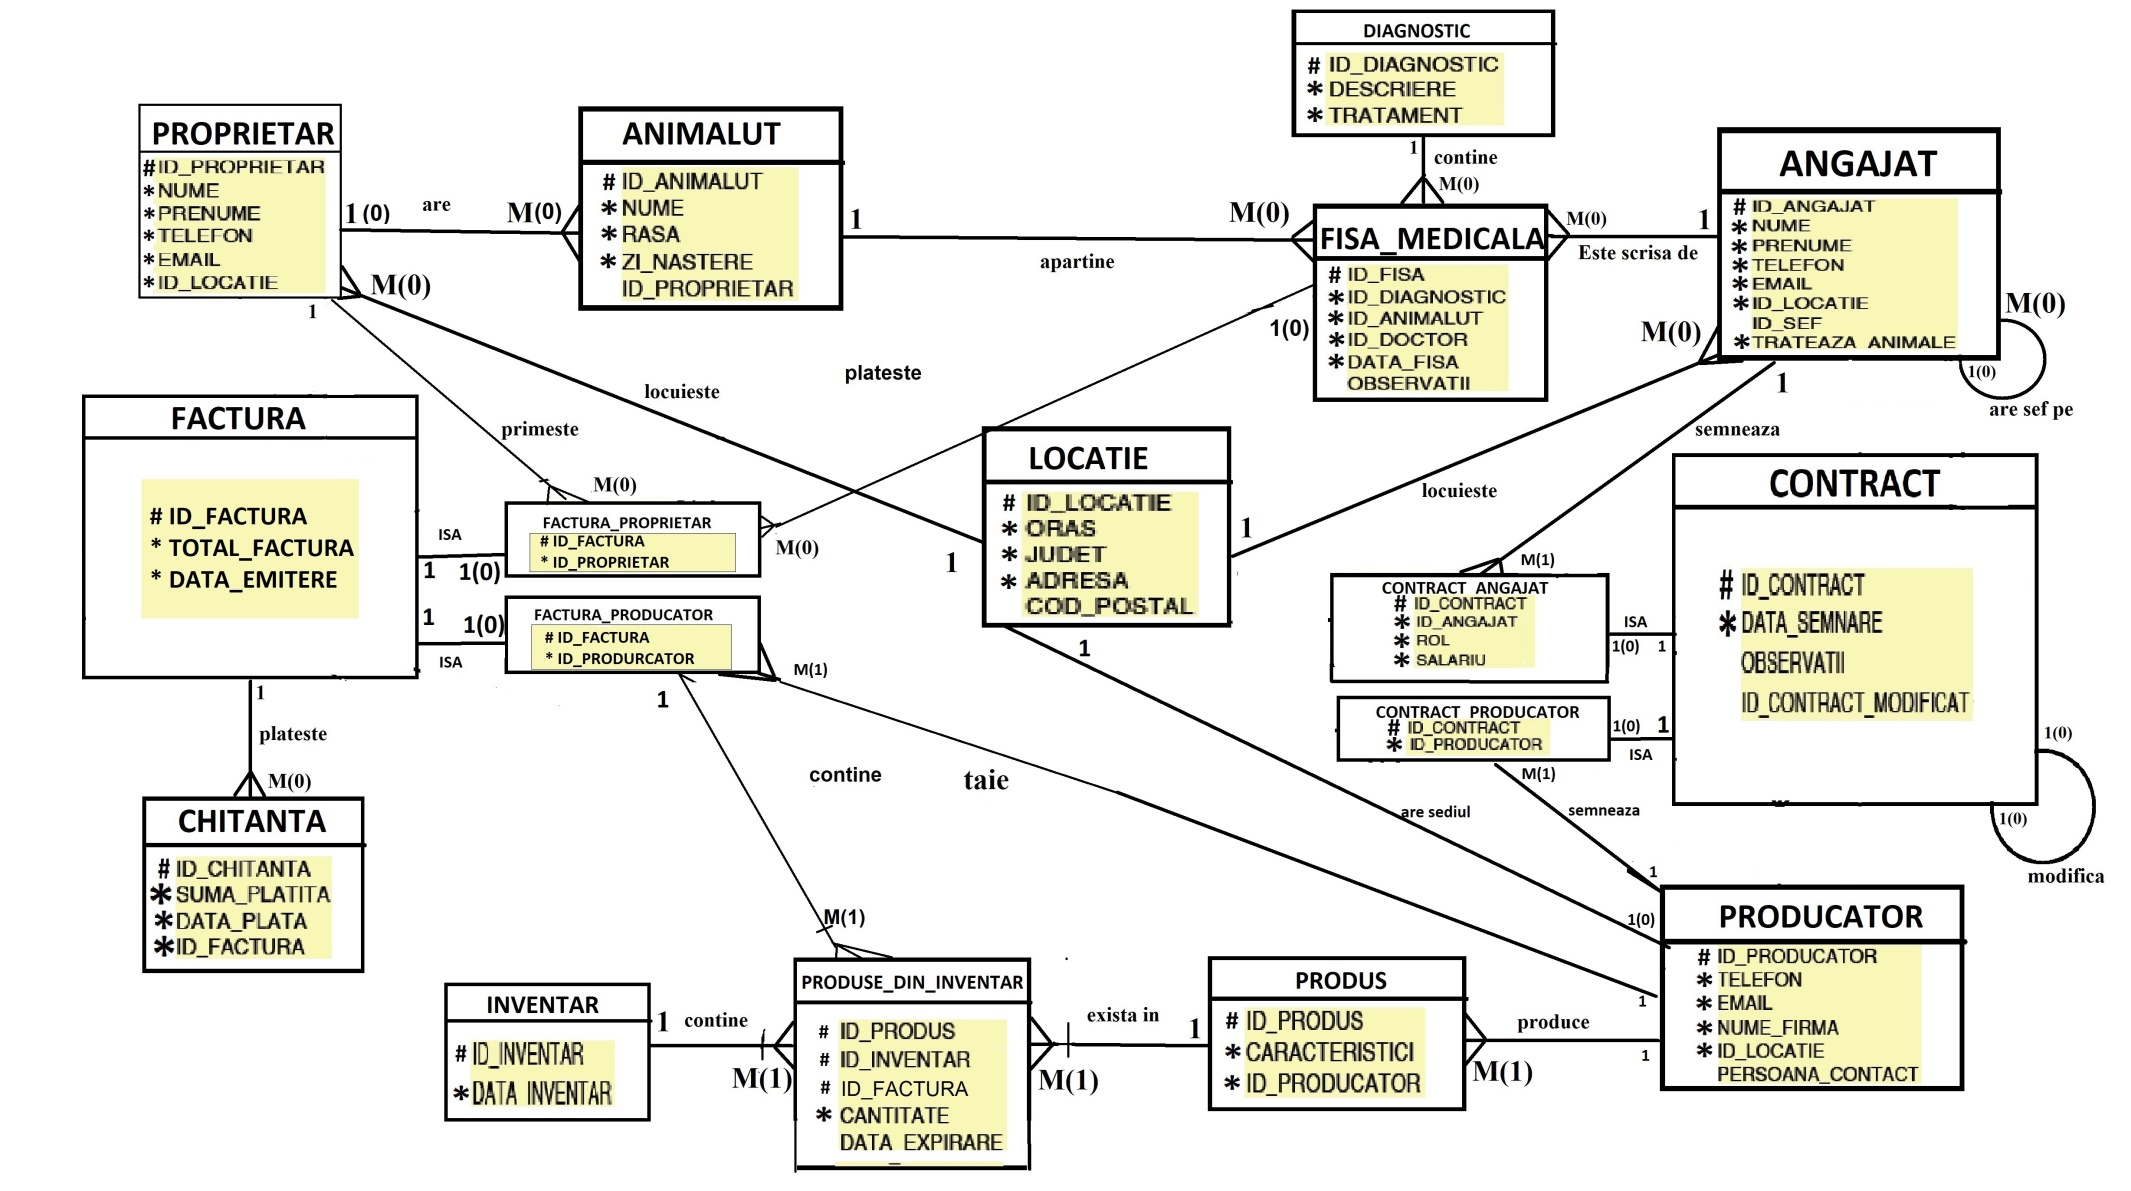 DIAGNOSTIC
# ID_DIAGNOSTIC
* DESCRIERE
* TRATAMENT
1
contine
M(0)
PROPRIETAR
#ID_PROPRIETAR
*NUME
*PRENUME
*TELEFON
*EMAIL
*ID_LOCATIE
1(0)
are
M(0)
ANIMALUT
# ID_ANIMALUT
* NUME
* RASA
* ZI_NASTERE
ID_PROPRIETAR
1
apartine
M(0)
FISA_MEDICALA
# ID_FISA
* ID_DIAGNOSTIC
* ID_ANIMALUT
* ID_DOCTOR
* DATA_FISA
OBSERVATII
M(0)
Este scrisa de
1
ANGAJAT
# ID_ANGAJAT
* NUME
* PRENUME
* TELEFON
* EMAIL
* ID_LOCATIE
ID_SEF
* TRATEAZA_ANIMALE
M(0)
1(0)
are sef pe
M(0)
1
M(0)
1(0)
plateste
locuieste
primeste
M(0)
M(0)
1
semneaza
locuieste
1
1
FACTURA
# ID_FACTURA
* TOTAL_FACTURA
* DATA_EMITERE
ISA
1
1(0)
FACTURA_PROPRIETAR
# ID_FACTURA
* ID_PROPRIETAR
1
1(0)
ISA
FACTURA_PRODUCATOR
# ID_FACTURA
* ID_PRODURCATOR
M(1)
1
LOCATIE
# ID_LOCATIE
* ORAS
* JUDET
* ADRESA
COD_POSTAL
1
M(1)
CONTRACT_ANGAJAT
# ID_CONTRACT
* ID_ANGAJAT
* ROL
* SALARIU
ISA
1(0)
1
CONTRACT
# ID_CONTRACT
* DATA_SEMNARE
OBSERVATII
ID_CONTRACT_MODIFICAT
CONTRACT_PRODUCATOR
# ID_CONTRACT
* ID_PRODUCATOR
1(0)
1
ISA
M(1)
semneaza
1
1(0)
1(0)
modifica
1
plateste
M(0)
CHITANTA
# ID_CHITANTA
* SUMA_PLATITA
* DATA_PLATA
* ID_FACTURA
contine
taie
are sediul
1(0)
1
M(1)
INVENTAR
# ID_INVENTAR
* DATA_INVENTAR
1
contine
M(1)
PRODUSE_DIN_INVENTAR
# ID_PRODUS
# ID_INVENTAR
# ID_FACTURA
* CANTITATE
DATA_EXPIRARE
exista in
M(1)
1
PRODUS
# ID_PRODUS
* CARACTERISTICI
* ID_PRODUCATOR
produce
M(1)
1
PRODUCATOR
# ID_PRODUCATOR
* TELEFON
* EMAIL
* NUME_FIRMA
* ID_LOCATIE
PERSOANA_CONTACT